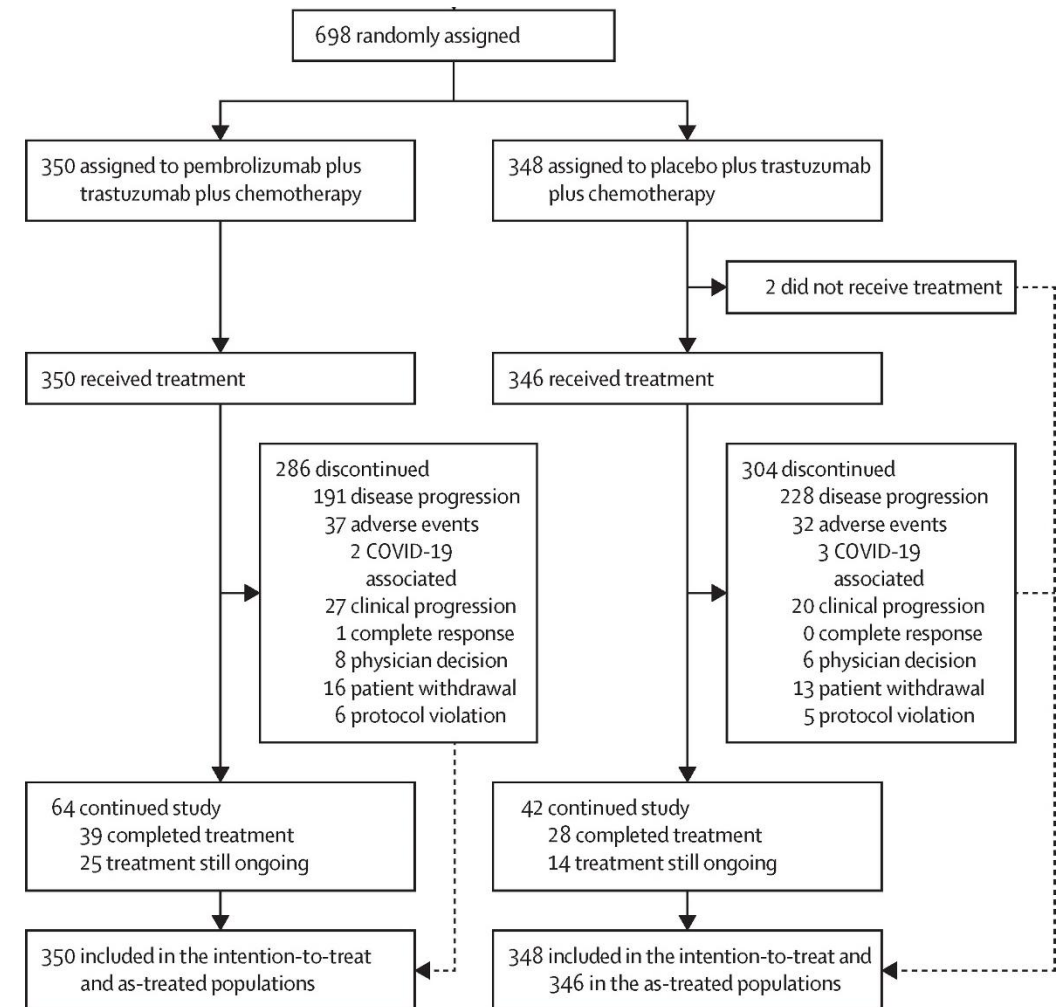 698 randomly assigned
350 assigned to pembrolizumab plus
trastuzumab plus chemotherapy
348 assigned to placebo plus trastuzumab
plus chemotherapy
2 did not receive treatment
350 received treatment
346 received treatment
286 discontinued
191 disease progression
37 adverse events
2 COVID-19
associated
27 clinical progression
1 complete response
8 physician decision
16 patient withdrawal
6 protocol violation
304 discontinued
228 disease progression
32 adverse events
3 COVID-19
associated
20 clinical progression
0 complete response
6 physician decision
13 patient withdrawal
5 protocol violation
64 continued study
39 completed treatment
25 treatment still ongoing
42 continued study
28 completed treatment
14 treatment still ongoing
350 included in the intention-to-treat
and as-treated populations
348 included in the intention-to-treat and
346 in the as-treated populations